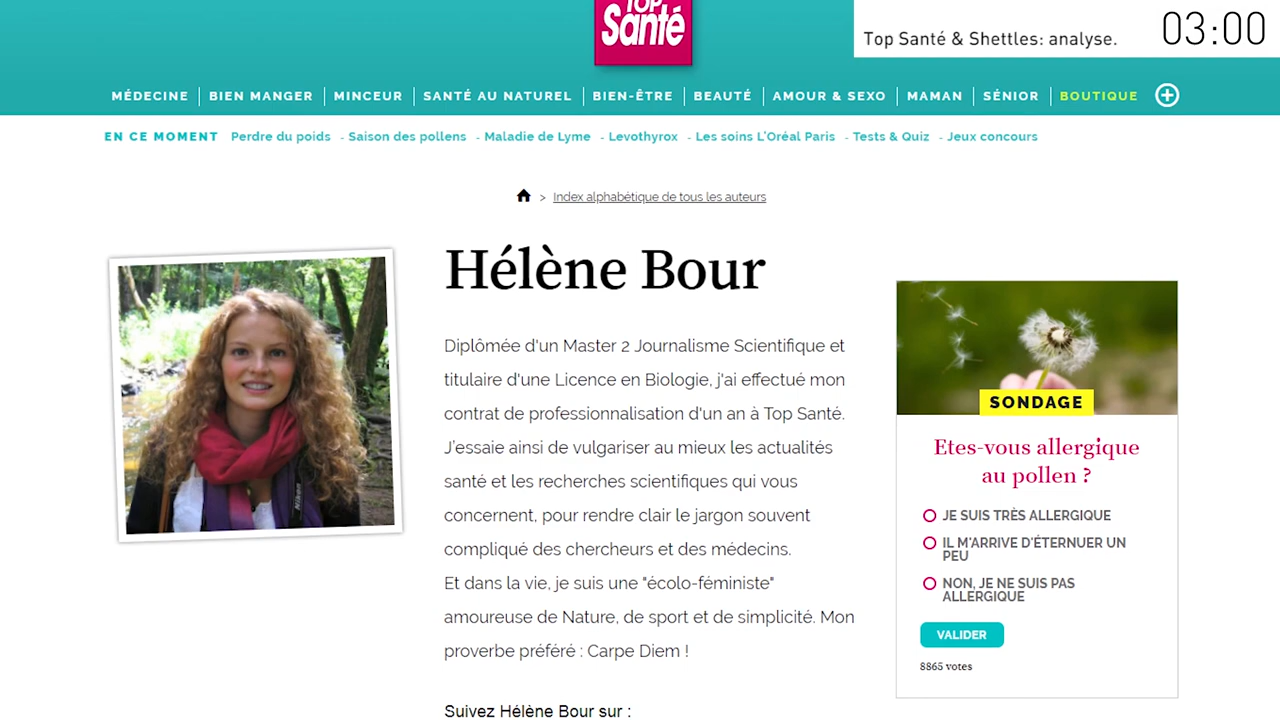 TOP
Santé
Top Santé & Shettles: analyse.
03:00
MÉDECINE BIEN MANGER MINCEUR SANTÉ AU NATUREL BIEN-ÊTRE BEAUTÉ AMOUR & SEXO MAMAN SÉNIOR BOUTIQUE
EN CE MOMENT Perdre du poids - Saison des pollens - Maladie de Lyme - Levothyrox - Les soins L'Oréal Paris - Tests & Quiz - Jeux concours
> Index alphabétique de tous les auteurs
Hélène Bour
Diplômée d'un Master 2 Journalisme Scientifique et
titulaire d'une Licence en Biologie, j'ai effectué mon
contrat de professionnalisation d'un an à Top Santé.
J'essaie ainsi de vulgariser au mieux les actualités
santé et les recherches scientifiques qui vous
concernent, pour rendre clair le jargon souvent
compliqué des chercheurs et des médecins.
Et dans la vie, je suis une "écolo-féministe"
amoureuse de Nature, de sport et de simplicité. Mon
proverbe préféré : Carpe Diem !
Suivez Hélène Bour sur :
Nikon
SONDAGE
Etes-vous allergique
au pollen ?
JE SUIS TRÈS ALLERGIQUE
IL M'ARRIVE D'ÉTERNUER UN
PEU
NON, JE NE SUIS PAS
ALLERGIQUE
VALIDER
8865 votes